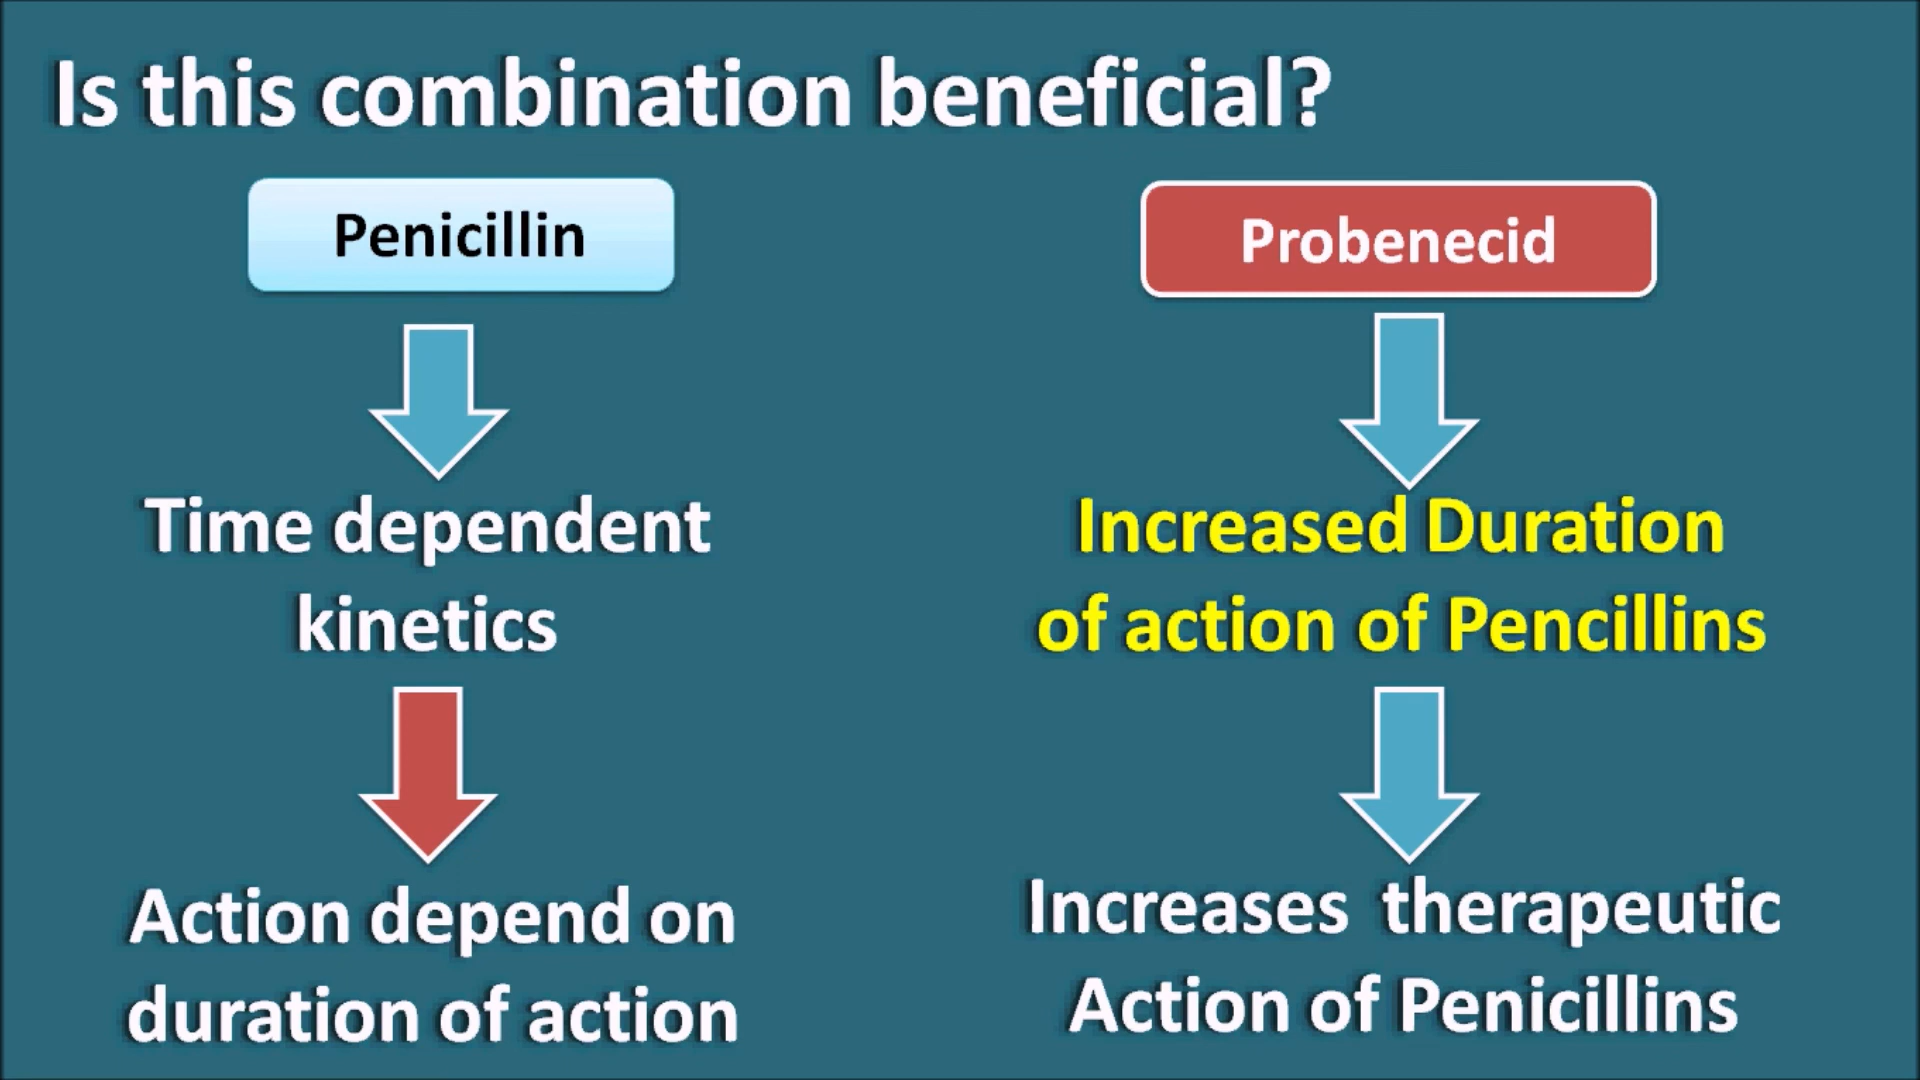 Is this combination beneficial?
Penicillin
Time dependent
kinetics
Action depend on
duration of action
Probenecid
Increased Duration
of action of Pencillins
Increases therapeutic
Action of Penicillins